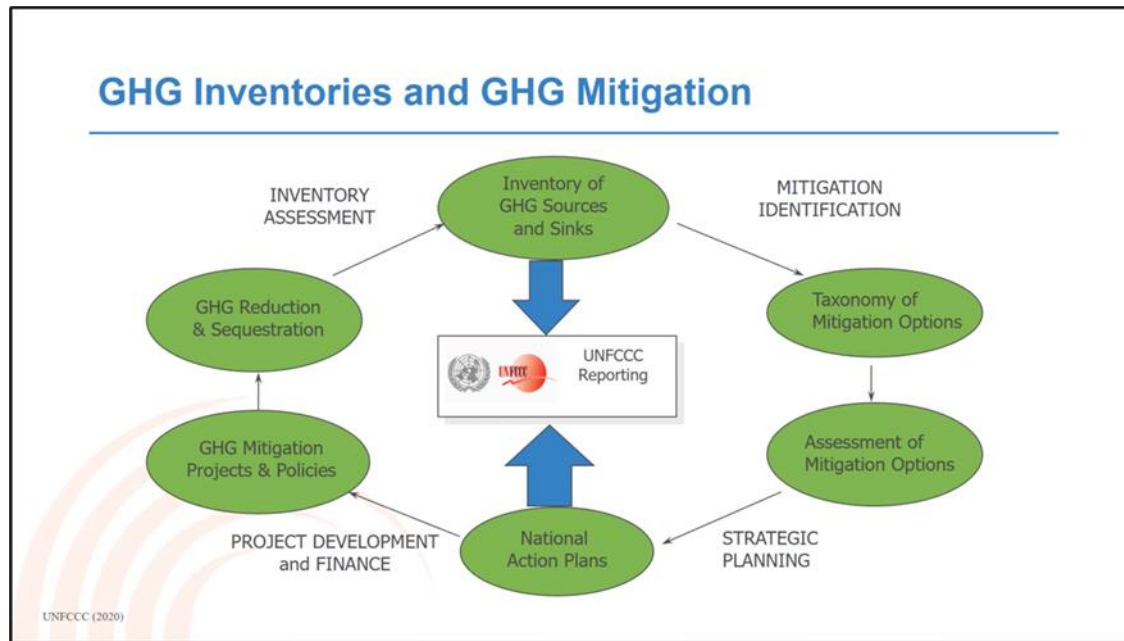 GHG Inventories and GHG Mitigation
INVENTORY
ASSESSMENT
Inventory of
GHG Sources
and Sinks
MITIGATION
IDENTIFICATION
GHG Reduction
& Sequestration
Taxonomy of
Mitigation Options
UNFCCC
UNFCCC
Reporting
GHG Mitigation
Projects & Policies
Assessment of
Mitigation Options
PROJECT DEVELOPMENT
and FINANCE
National
Action Plans
STRATEGIC
PLANNING
UNFCCC (2020)